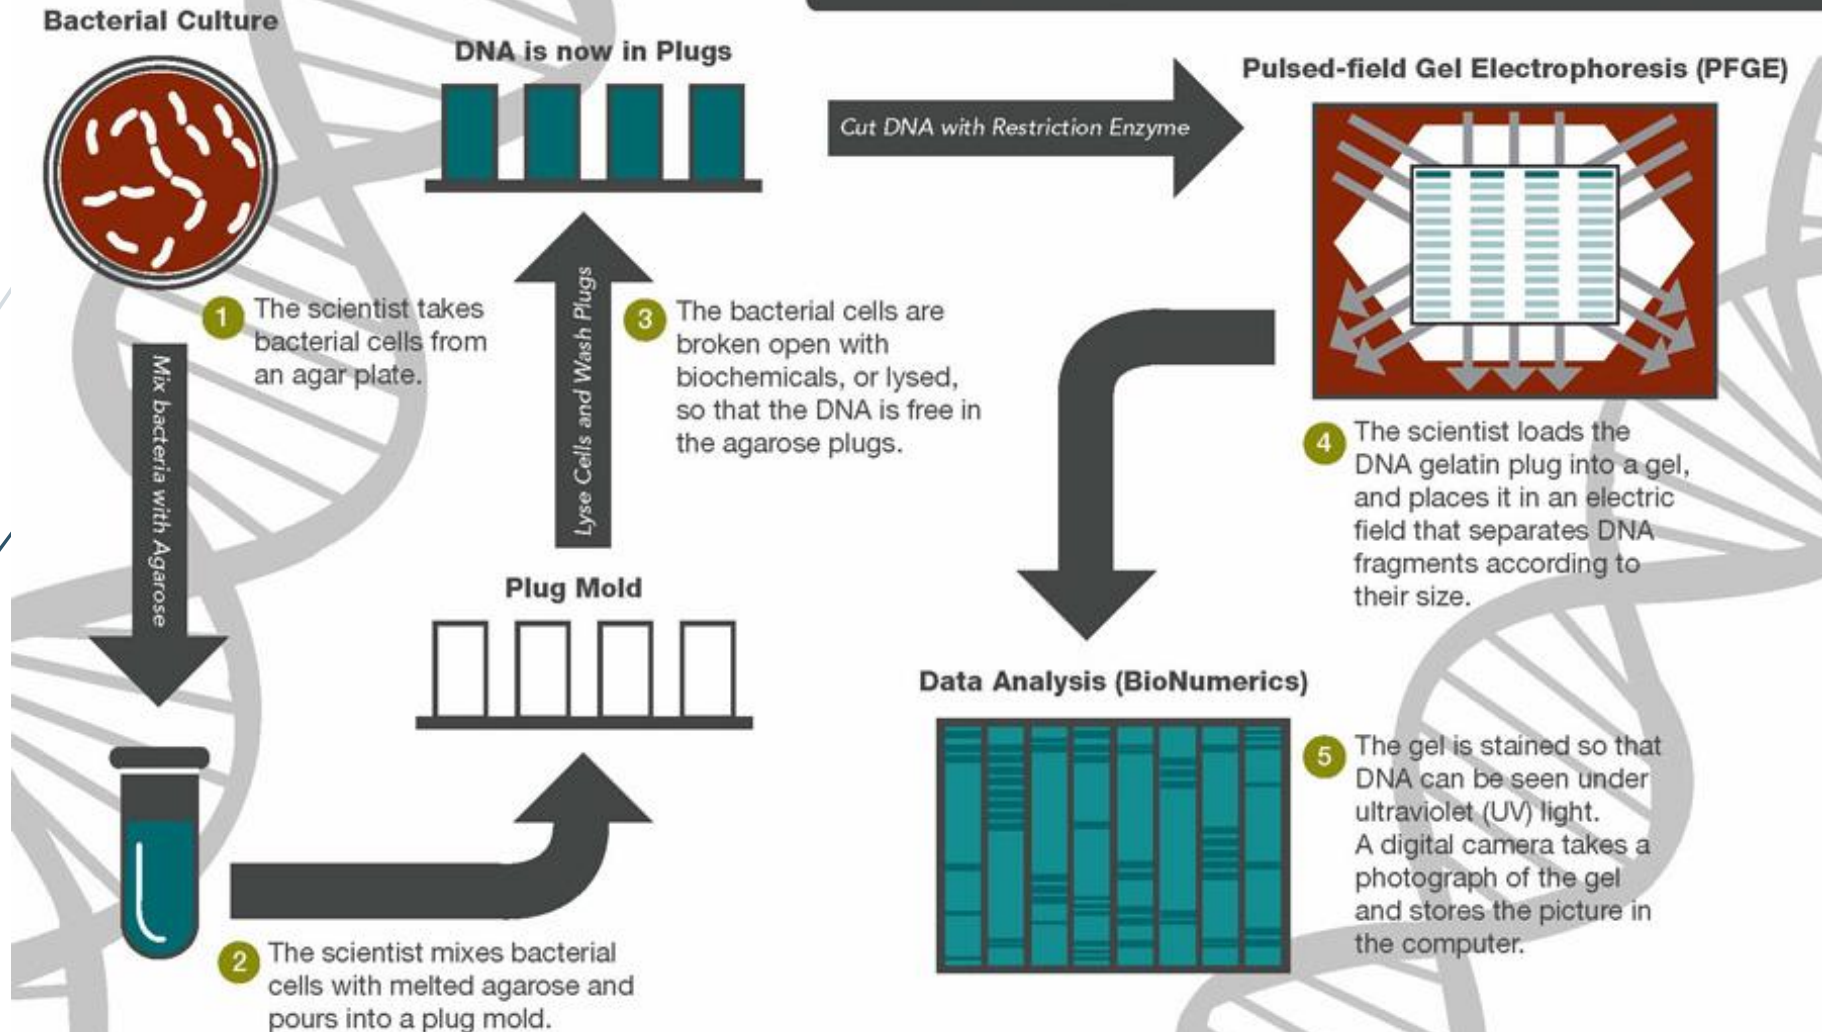 Bacterial Culture
1
The scientist takes
bacterial cells from
an agar plate.
Mix bacteria with Agarose
2
The scientist mixes bacterial
cells with melted agarose and
pours into a plug mold.
Plug Mold
Lyse Cells and Wash Plugs
3
The bacterial cells are
broken open with
biochemicals, or lysed,
so that the DNA is free in
the agarose plugs.
DNA is now in Plugs
Cut DNA with Restriction Enzyme
Pulsed-field Gel Electrophoresis (PFGE)
4
The scientist loads the
DNA gelatin plug into a gel,
and places it in an electric
field that separates DNA
fragments according to
their size.
Data Analysis (BioNumerics)
5
The gel is stained so that
DNA can be seen under
ultraviolet (UV) light.
A digital camera takes a
photograph of the gel
and stores the picture in
the computer.